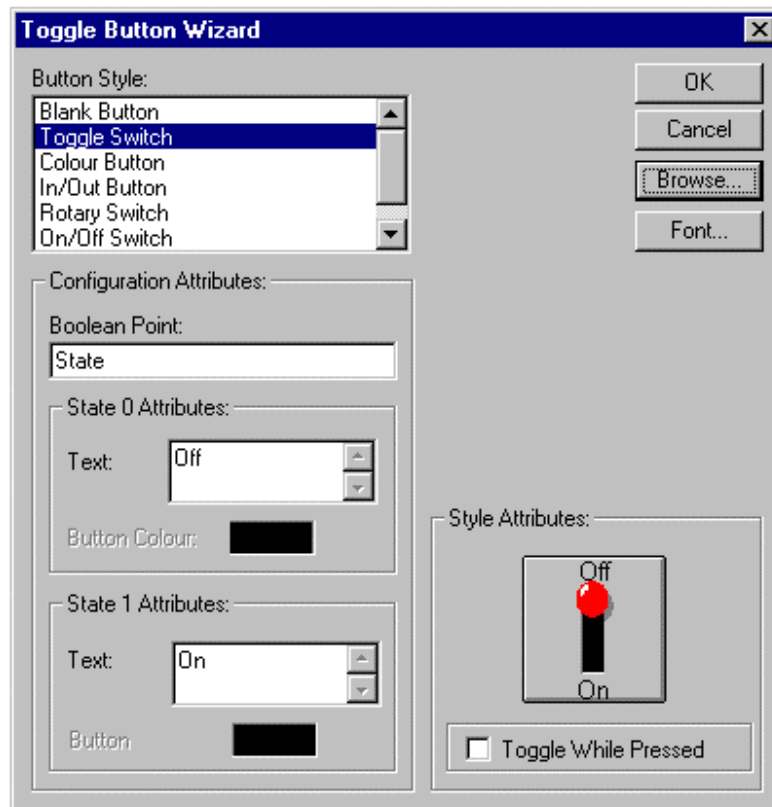 Toggle Button Wizard
Button Style:
Blank Button
Toggle Switch
Colour Button
In/Out Button
Rotary Switch
On/Off Switch
OK
Cancel
Browse...
Font...
Configuration Attributes:
Boolean Point:
State
State 0 Attributes:
Text:
Off
Button Colour:
State 1 Attributes:
Text:
On
Button
Style Attributes:
Off
On
Toggle While Pressed